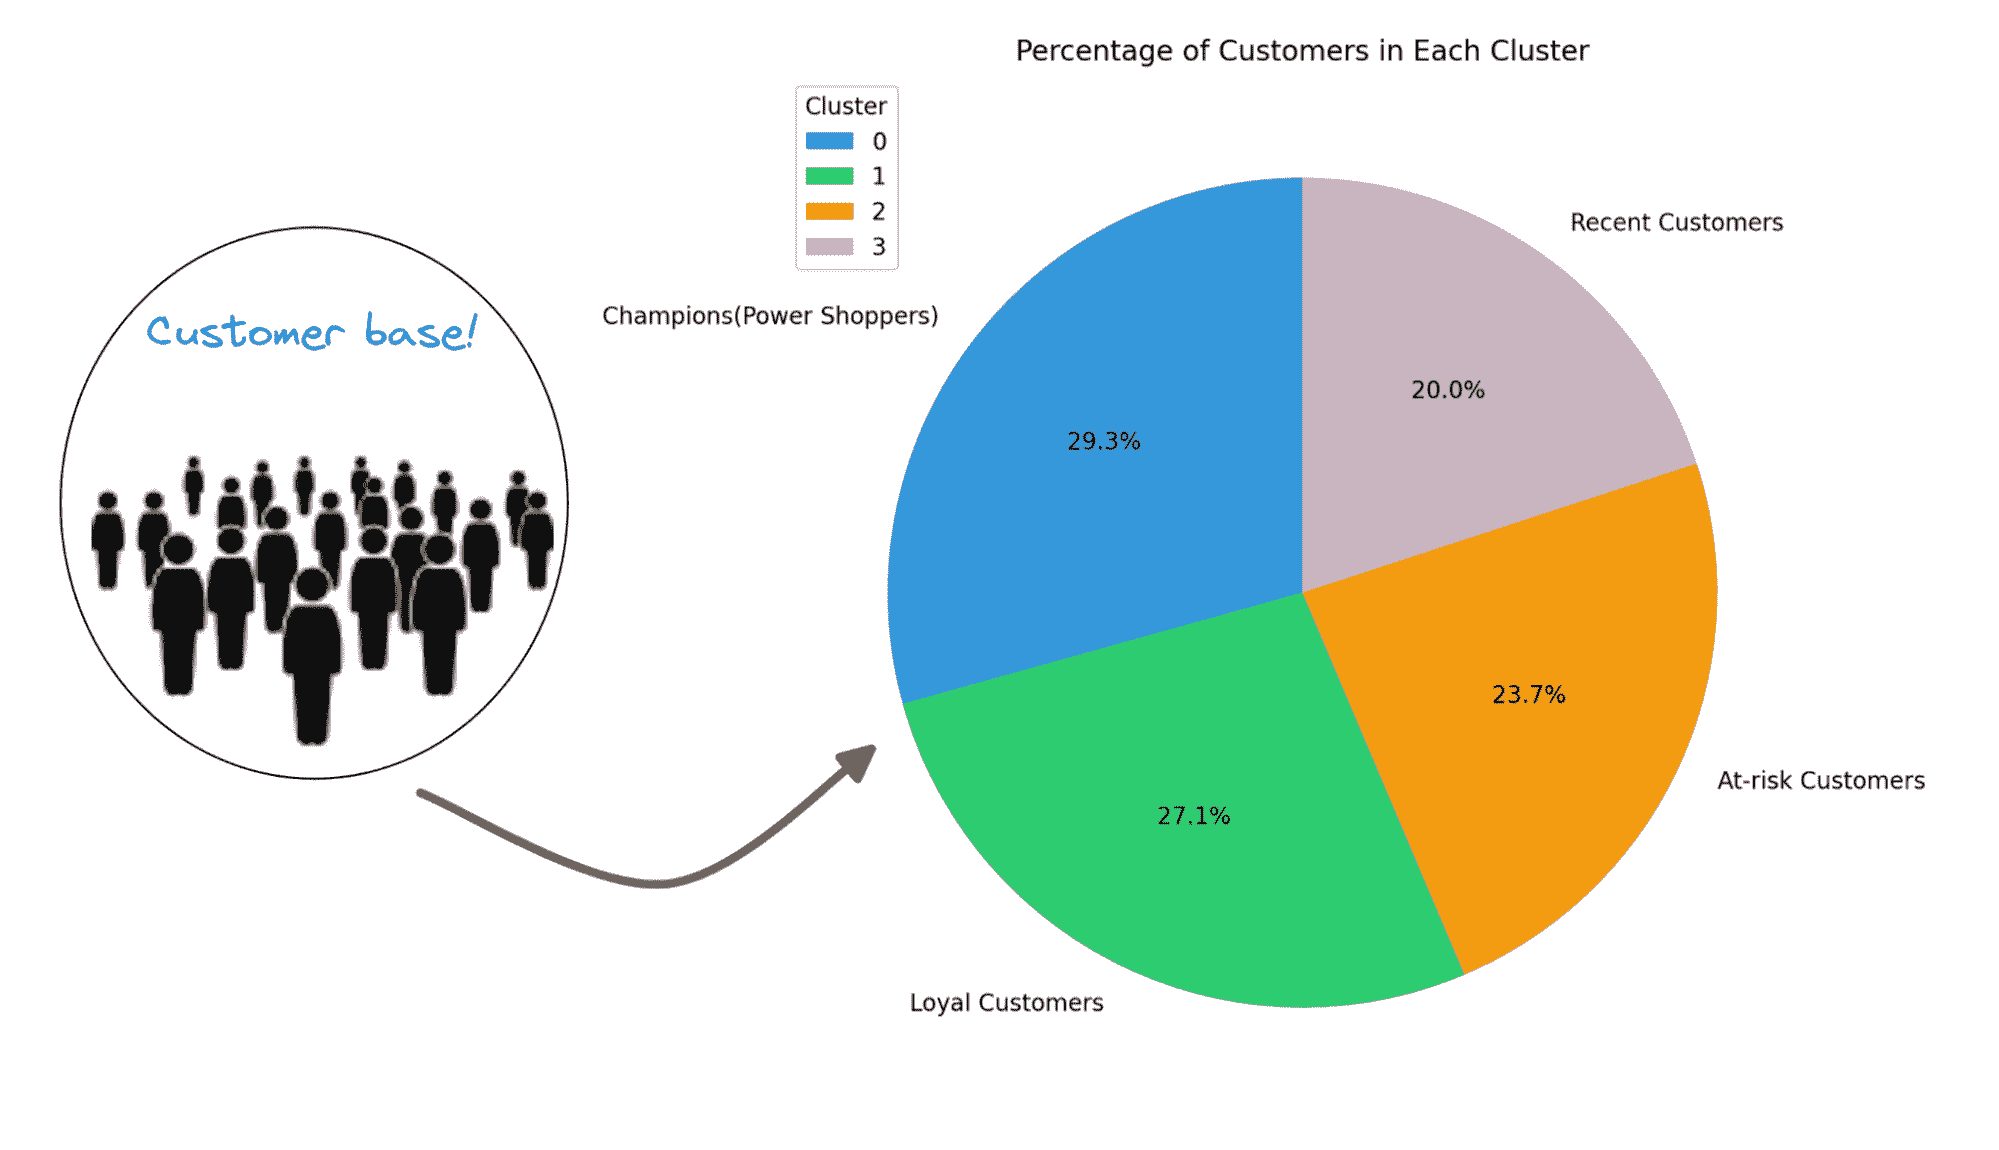 Percentage of Customers in Each Cluster
Cluster
0
1
2
3
Customer base!
Champions(Power Shoppers)
Recent Customers
29.3%
20.0%
23.7%
27.1%
At-risk Customers
Loyal Customers